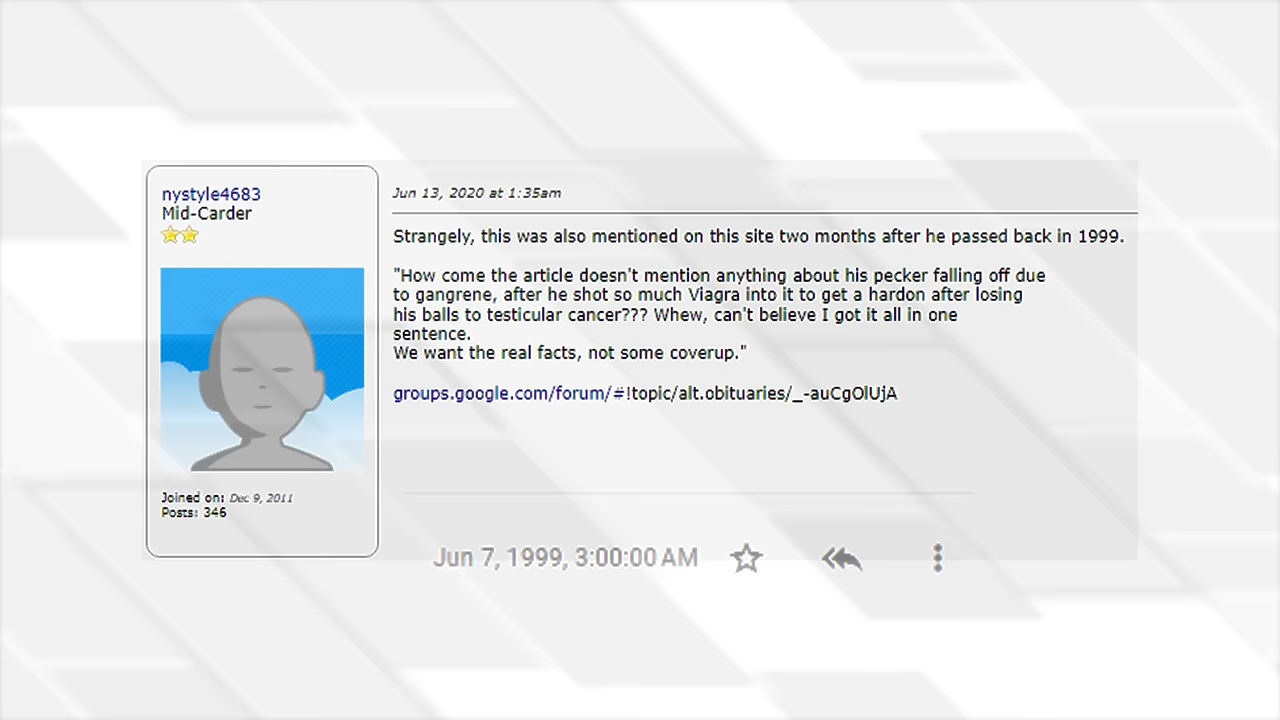 nystyle4683
Mid-Carder
Joined on: Dec 9, 2011
Posts: 346
Jun 13, 2020 at 1:35am
Strangely, this was also mentioned on this site two months after he passed back in 1999.
"How come the article doesn't mention anything about his pecker falling off due
to gangrene, after he shot so much Viagra into it to get a hardon after losing
his balls to testicular cancer??? Whew, can't believe I got it all in one
sentence.
We want the real facts, not some coverup."
groups.google.com/forum/#!topic/alt.obituaries/_-auCgOlUjA
Jun 7, 1999, 3:00:00 AM